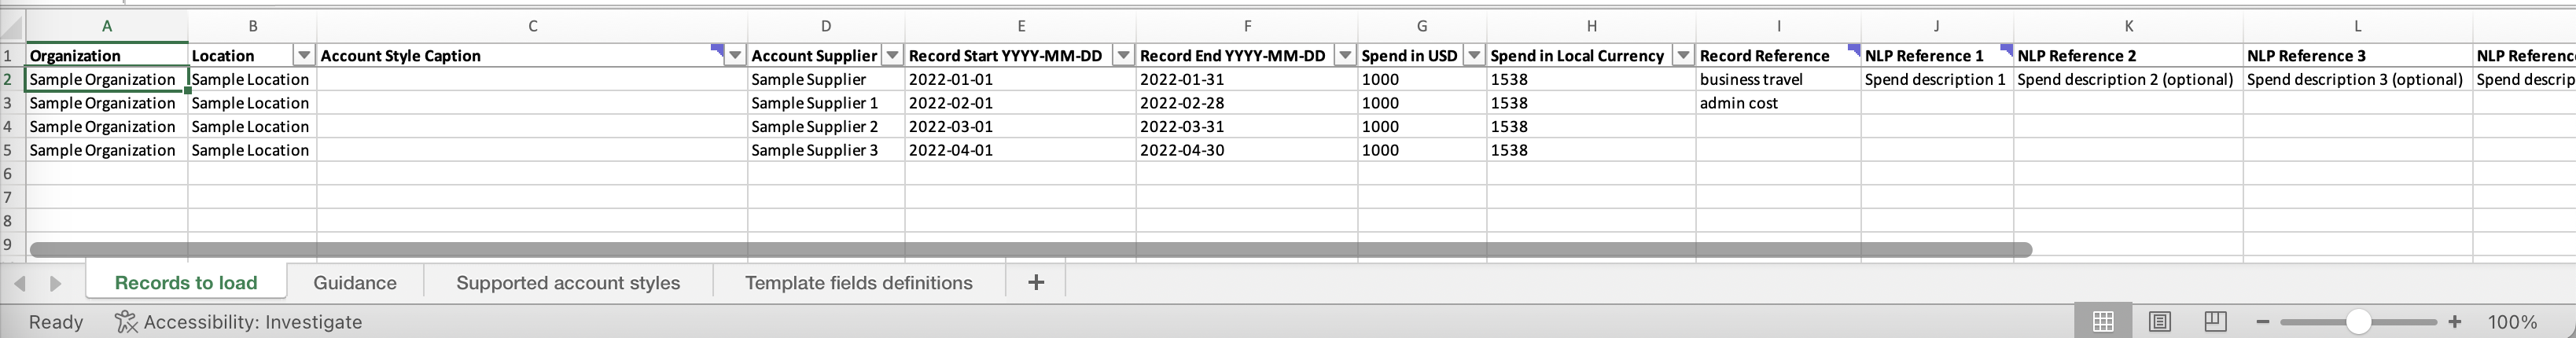 A B C D E F G H I J K L
1 Organization Location Account Style Caption Account Supplier Record Start YYYY-MM-DD Record End YYYY-MM-DD Spend in USD Spend in Local Currency Record Reference NLP Reference 1 NLP Reference 2 NLP Reference 3 NLP Referenc
2 Sample Organization Sample Location Sample Supplier 2022-01-01 2022-01-31 1000 1538 business travel Spend description 1 Spend description 2 (optional) Spend description 3 (optional) Spend descrip
3 Sample Organization Sample Location Sample Supplier 1 2022-02-01 2022-02-28 1000 1538 admin cost
4 Sample Organization Sample Location Sample Supplier 2 2022-03-01 2022-03-31 1000 1538
5 Sample Organization Sample Location Sample Supplier 3 2022-04-01 2022-04-30 1000 1538
6
7
8
9
Records to load Guidance Supported account styles Template fields definitions +
Ready Accessibility: Investigate 100%